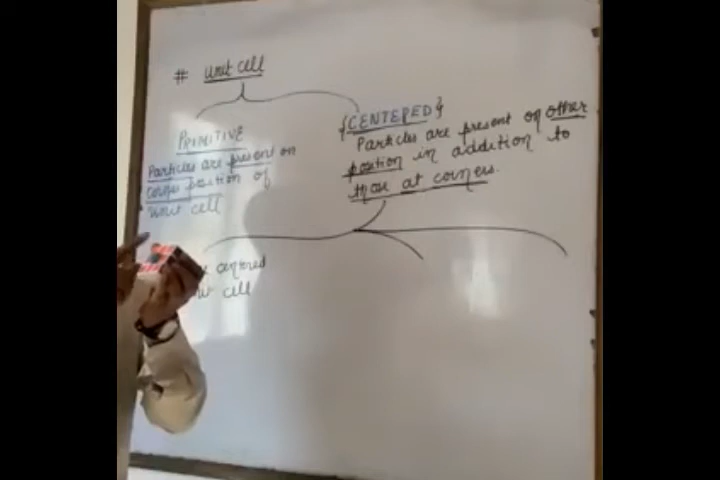 # Unit cell
PRIMITIVE
Particles are present on
corner position of
unit cell
{CENTERED}
Particles are present on other
position in addition to
those at corners.
centered
cell